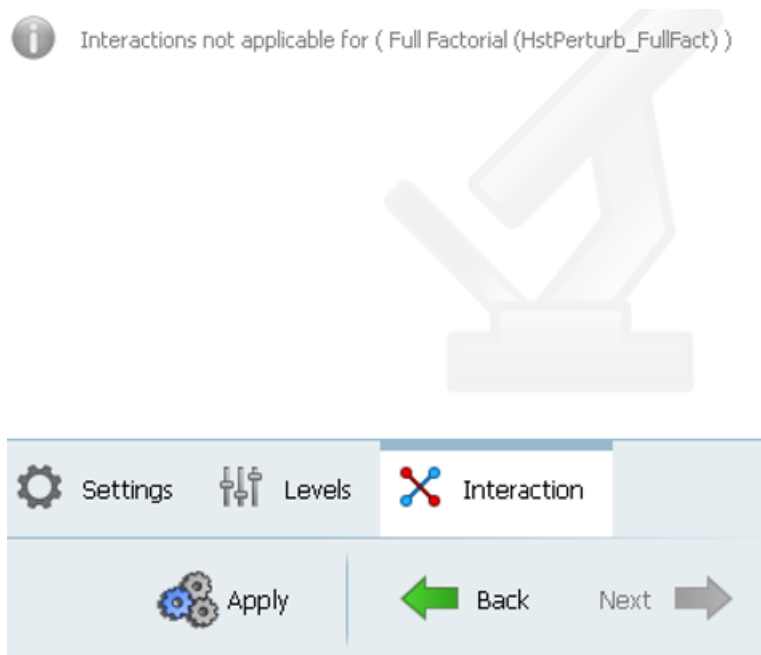 Interactions not applicable for ( Full Factorial (HstPerturb_FullFact) )
Settings
Levels
Interaction
Apply
Back
Next